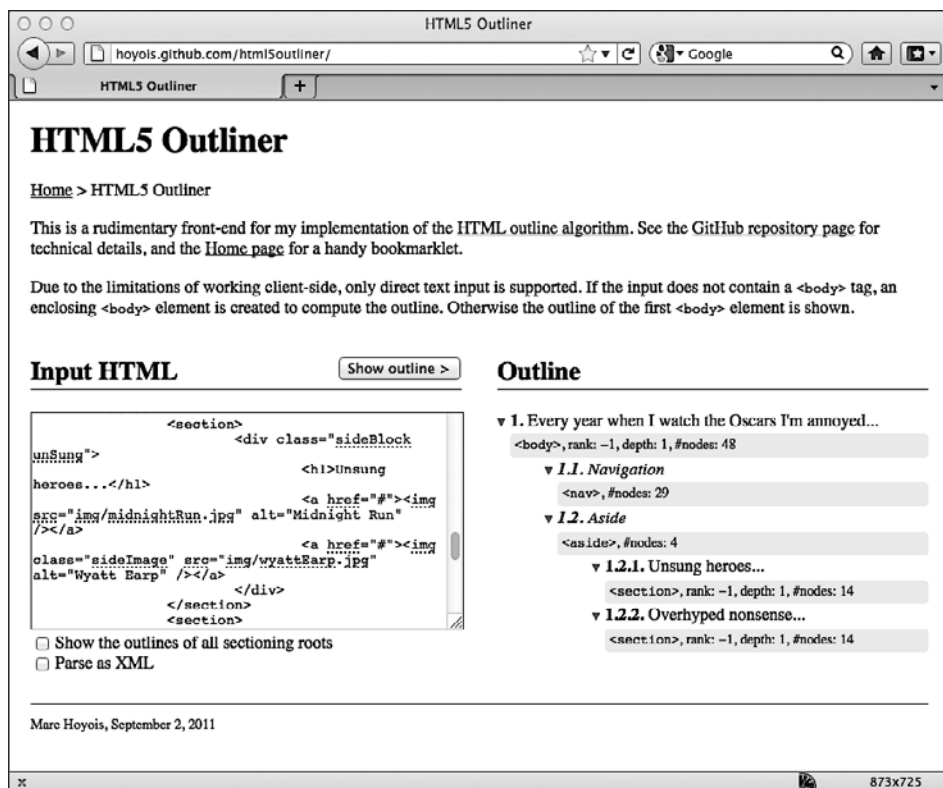 HTML5 Outliner
hoyois.github.com/html5outliner/
Google
HTML5 Outliner
+
HTML5 Outliner
Home > HTML5 Outliner
This is a rudimentary front-end for my implementation of the HTML outline algorithm. See the GitHub repository page for
technical details, and the Home page for a handy bookmarklet.
Due to the limitations of working client-side, only direct text input is supported. If the input does not contain a <body> tag, an
enclosing <body> element is created to compute the outline. Otherwise the outline of the first <body> element is shown.
Input HTML
Show outline >
<section>
<div class="sideBlock
unSung">
<h1>Unsung
heroes...</h1>
<a href="#"><img
src="img/midnightRun.jpg" alt="Midnight Run"
/></a>
<a href="#"><img
class="sideImage" src="img/wyattEarp.jpg"
alt="Wyatt Earp" /></a>
</div>
</section>
<section>
Show the outlines of all sectioning roots
Parse as XML
Outline
1. Every year when I watch the Oscars I'm annoyed...
<body>, rank: −1, depth: 1, #nodes: 48
1.1. Navigation
<nav>, #nodes: 29
1.2. Aside
<aside>, #nodes: 4
1.2.1. Unsung heroes...
<section>, rank: −1, depth: 1, #nodes: 14
1.2.2. Overhyped nonsense...
<section>, rank: −1, depth: 1, #nodes: 14
Marc Hoyois, September 2, 2011
x
873x725